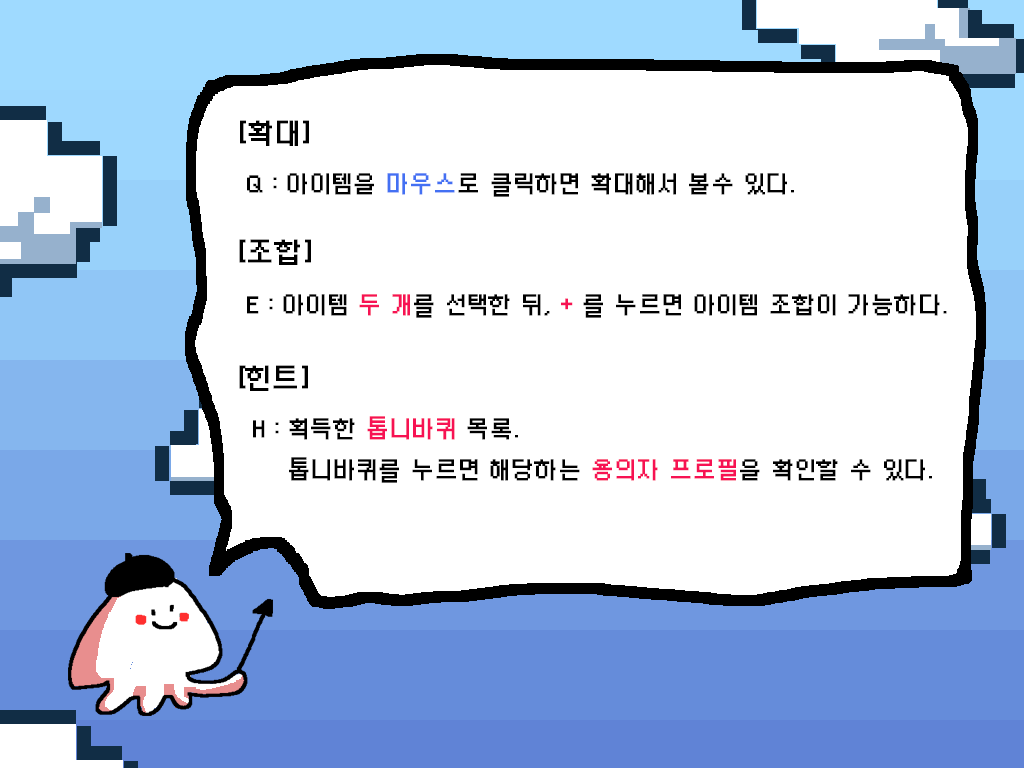 [확대]
Q : 아이템을 마우스로 클릭하면 확대해서 볼수 있다.
[조합]
E : 아이템 두 개를 선택한 뒤, + 를 누르면 아이템 조합이 가능하다.
[힌트]
H : 획득한 톱니바퀴 목록.
톱니바퀴를 누르면 해당하는 용의자 프로필을 확인할 수 있다.